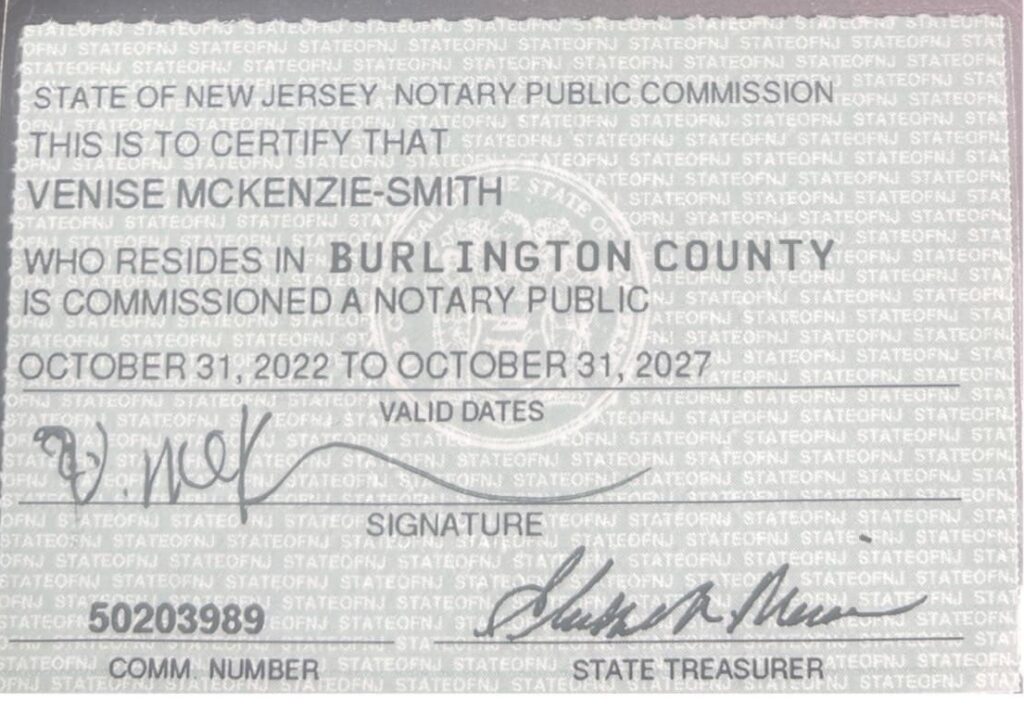 STATE OF NEW JERSEY NOTARY PUBLIC COMMISSION
THIS IS TO CERTIFY THAT
VENISE MCKENZIE-SMITH
WHO RESIDES IN BURLINGTON COUNTY
IS COMMISSIONED A NOTARY PUBLIC
OCTOBER 31, 2022 TO OCTOBER 31, 2027
VALID DATES
V. McK
SIGNATURE
50203989
COMM. NUMBER
STATE TREASURER